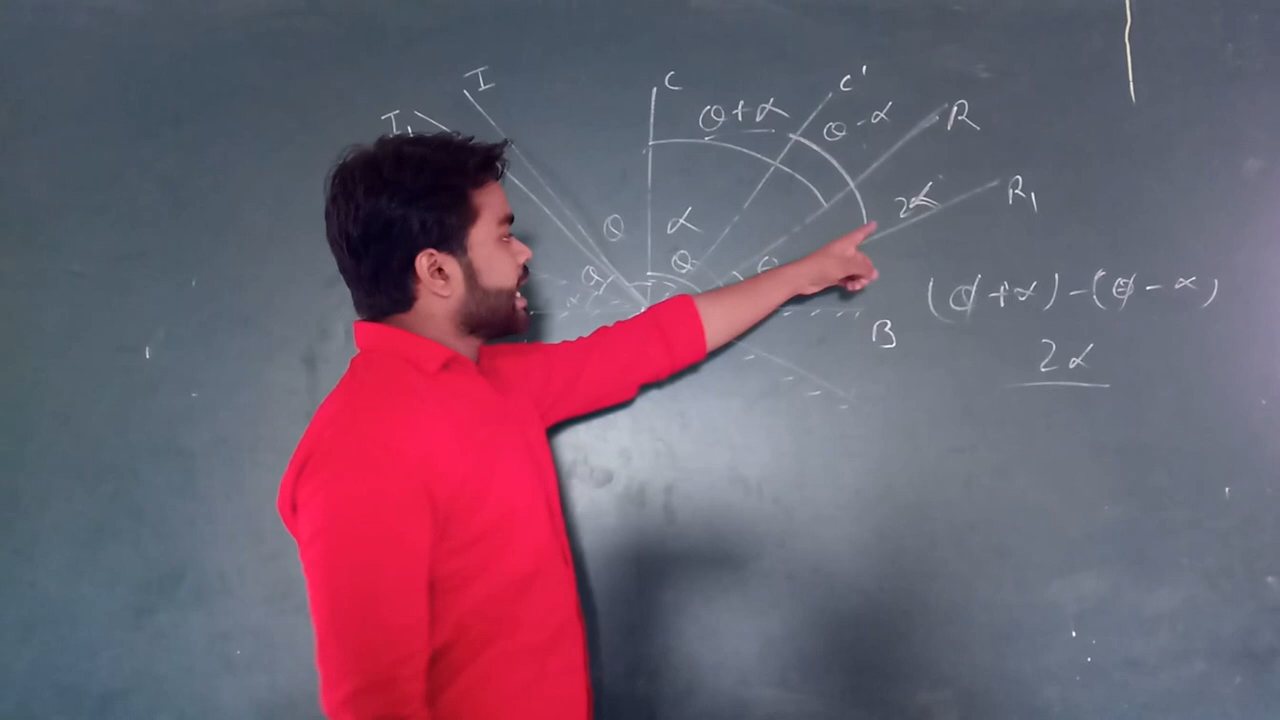 I
I₁
C
C'
θ+α
θ-α
R
2α
R₁
θ
α
θ
θ
θ
B
(θ+α)-(θ-α)
2α